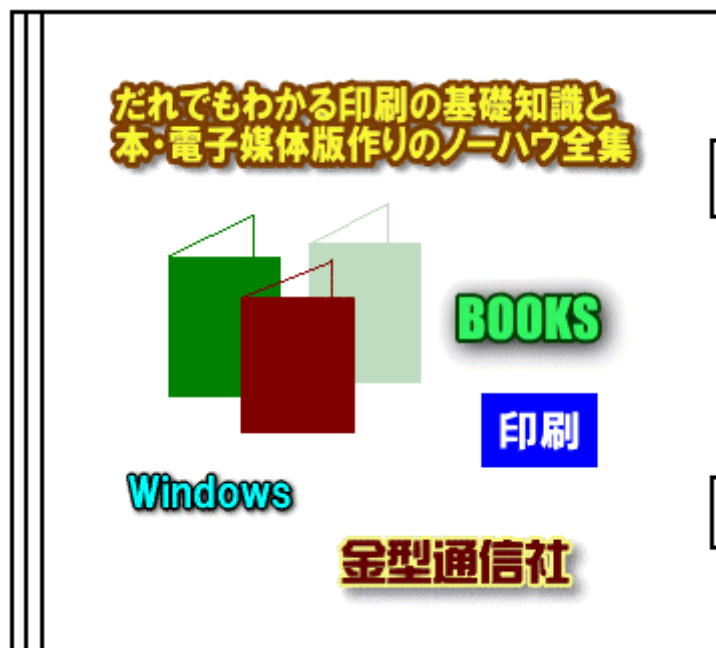 だれでもわかる印刷の基礎知識と
本・電子媒体版作りのノーハウ全集
BOOKS
印刷
Windows
金型通信社